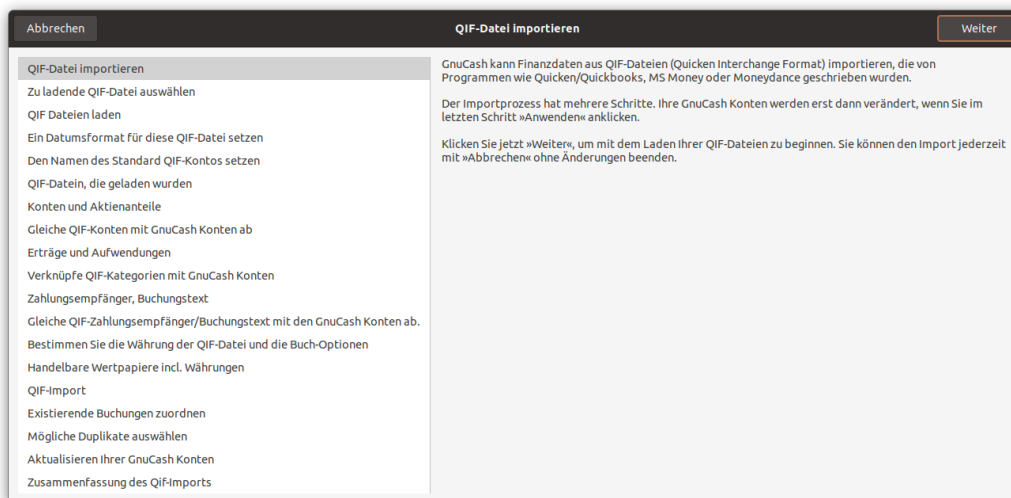 Abbrechen
QIF-Datei importieren
Weiter
QIF-Datei importieren
Zu ladende QIF-Datei auswählen
QIF Dateien laden
Ein Datumsformat für diese QIF-Datei setzen
Den Namen des Standard QIF-Kontos setzen
QIF-Datein, die geladen wurden
Konten und Aktienanteile
Gleiche QIF-Konten mit GnuCash Konten ab
Erträge und Aufwendungen
Verknüpfe QIF-Kategorien mit GnuCash Konten
Zahlungsempfänger, Buchungstext
Gleiche QIF-Zahlungsempfänger/Buchungstext mit den GnuCash Konten ab.
Bestimmen Sie die Währung der QIF-Datei und die Buch-Optionen
Handelbare Wertpapiere incl. Währungen
QIF-Import
Existierende Buchungen zuordnen
Mögliche Duplikate auswählen
Aktualisieren Ihrer GnuCash Konten
Zusammenfassung des Qif-Imports
GnuCash kann Finanzdaten aus QIF-Dateien (Quicken Interchange Format) importieren, die von
Programmen wie Quicken/Quickbooks, MS Money oder Moneydance geschrieben wurden.
Der Importprozess hat mehrere Schritte. Ihre GnuCash Konten werden erst dann verändert, wenn Sie im
letzten Schritt »Anwenden« anklicken.
Klicken Sie jetzt »Weiter«, um mit dem Laden Ihrer QIF-Dateien zu beginnen. Sie können den Import jederzeit
mit »Abbrechen« ohne Änderungen beenden.